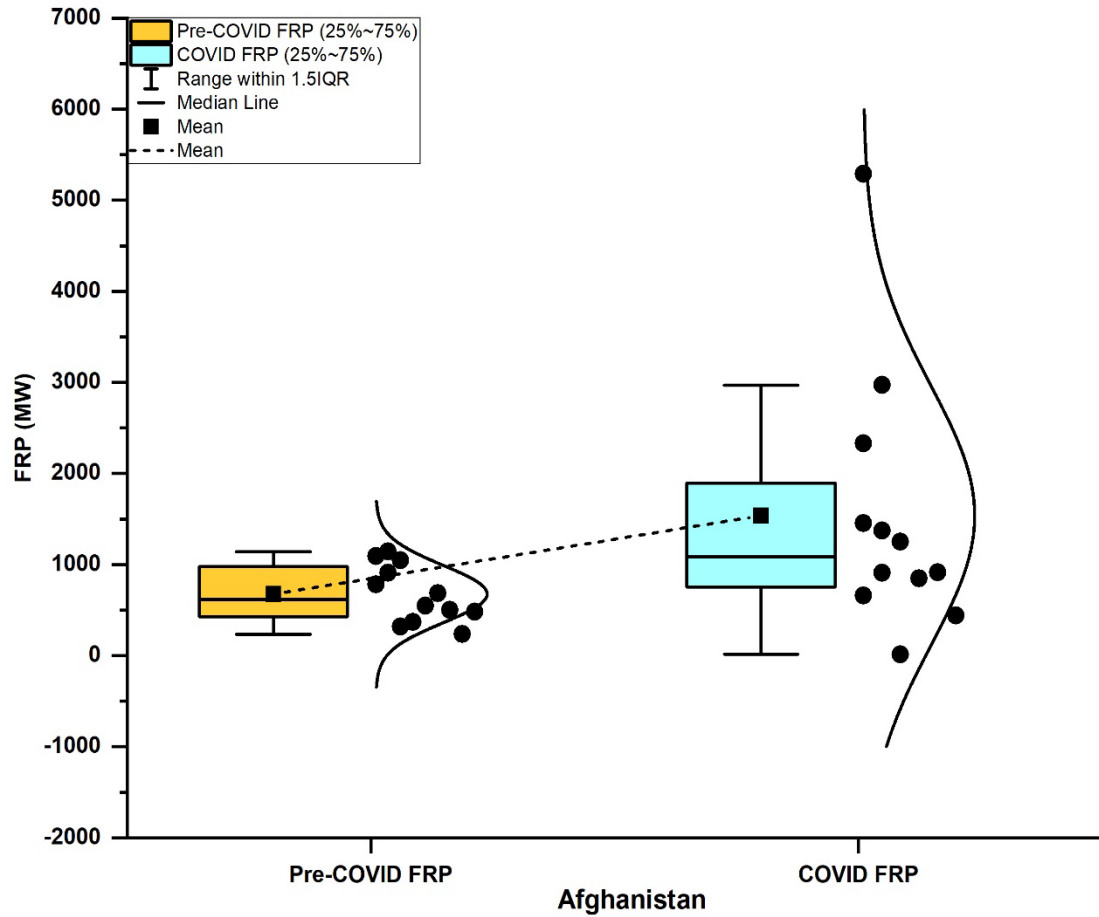 7000
6000
5000
4000
3000
2000
1000
0
-1000
-2000
FRP (MW)
Pre-COVID FRP (25%~75%)
COVID FRP (25%~75%)
Range within 1.5IQR
Median Line
Mean
Mean
Pre-COVID FRP
COVID FRP
Afghanistan